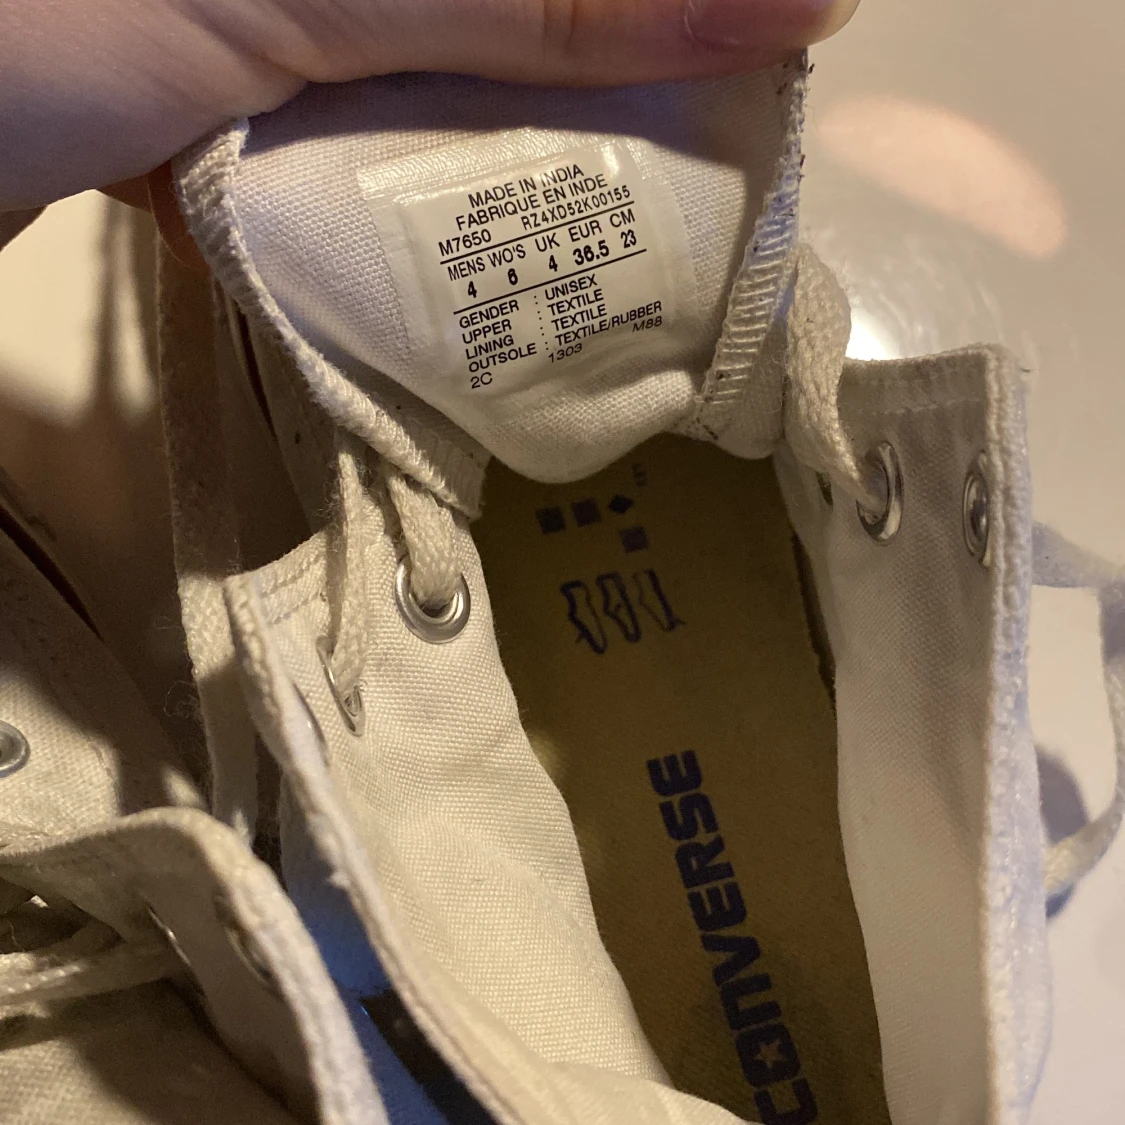 MADE IN INDIA
FABRIQUE EN INDE
M7650 RZ4XD52K00155
MENS WO'S UK EUR CM
4 6 4 36.5 23
GENDER : UNISEX
UPPER : TEXTILE
LINING : TEXTILE
OUTSOLE : TEXTILE/RUBBER
2C 1303 M88
CONVERSE